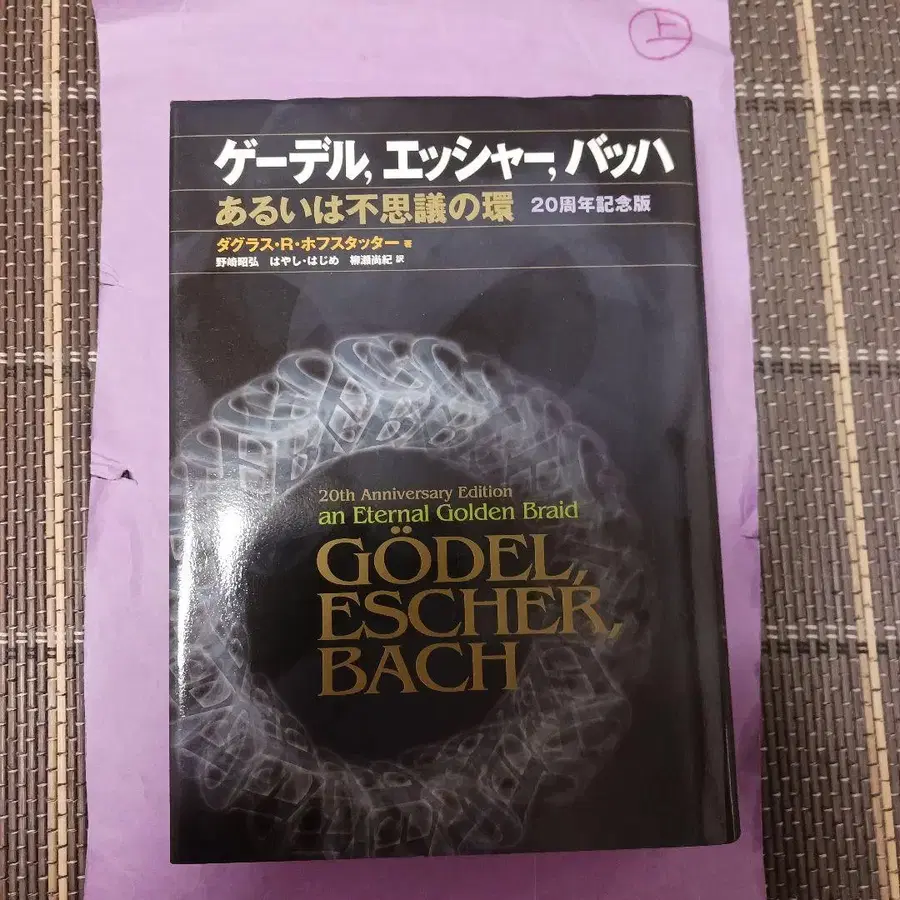 上
ゲーデル, エッシャー, バッハ
あるいは不思議の環 20周年記念版
ダグラス・R・ホフスタッター 著
野崎昭弘 はやし・はじめ 柳瀬尚紀 訳
20th Anniversary Edition
an Eternal Golden Braid
GÖDEL,
ESCHER,
BACH